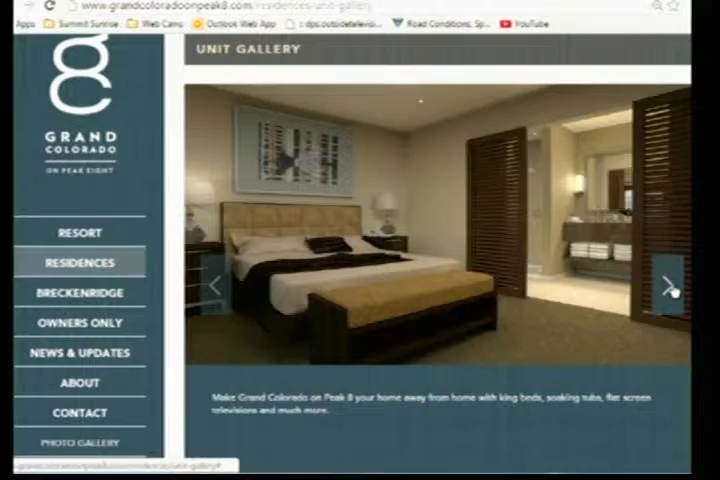 www.grandcoloradoonpeak8.com/residences/unit-gallery
Apps Summit Sunrise Web Cams Outlook Web App Road Conditions, Sp... YouTube
UNIT GALLERY
GRAND
COLORADO
ON PEAK EIGHT
RESORT
RESIDENCES
BRECKENRIDGE
OWNERS ONLY
NEWS & UPDATES
ABOUT
CONTACT
PHOTO GALLERY
Make Grand Colorado on Peak 8 your home away from home with king beds, soaking tubs, flat screen
televisions and much more.